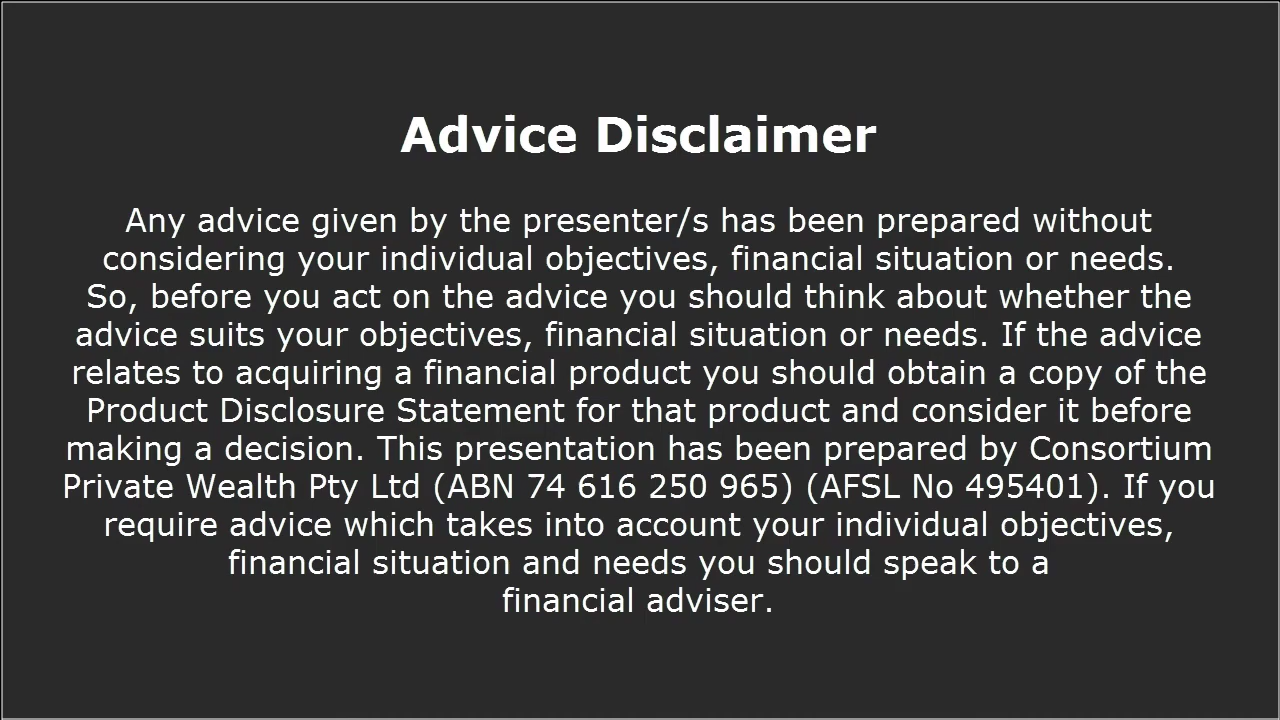 Advice Disclaimer
Any advice given by the presenter/s has been prepared without
considering your individual objectives, financial situation or needs.
So, before you act on the advice you should think about whether the
advice suits your objectives, financial situation or needs. If the advice
relates to acquiring a financial product you should obtain a copy of the
Product Disclosure Statement for that product and consider it before
making a decision. This presentation has been prepared by Consortium
Private Wealth Pty Ltd (ABN 74 616 250 965) (AFSL No 495401). If you
require advice which takes into account your individual objectives,
financial situation and needs you should speak to a
financial adviser.